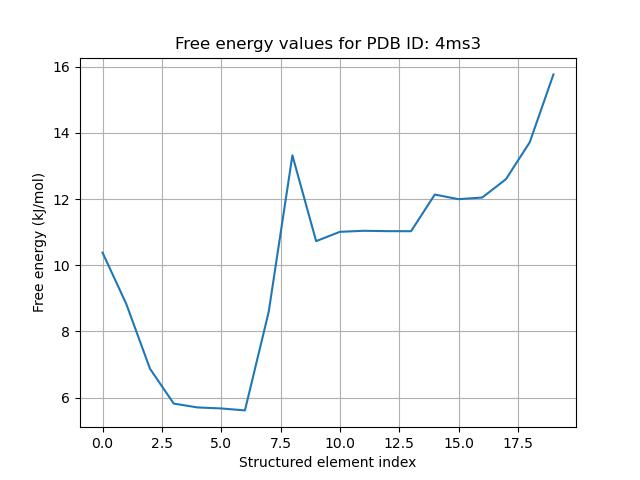 Free energy values for PDB ID: 4ms3
16
14
12
10
8
6
Free energy (kJ/mol)
0.0 2.5 5.0 7.5 10.0 12.5 15.0 17.5
Structured element index